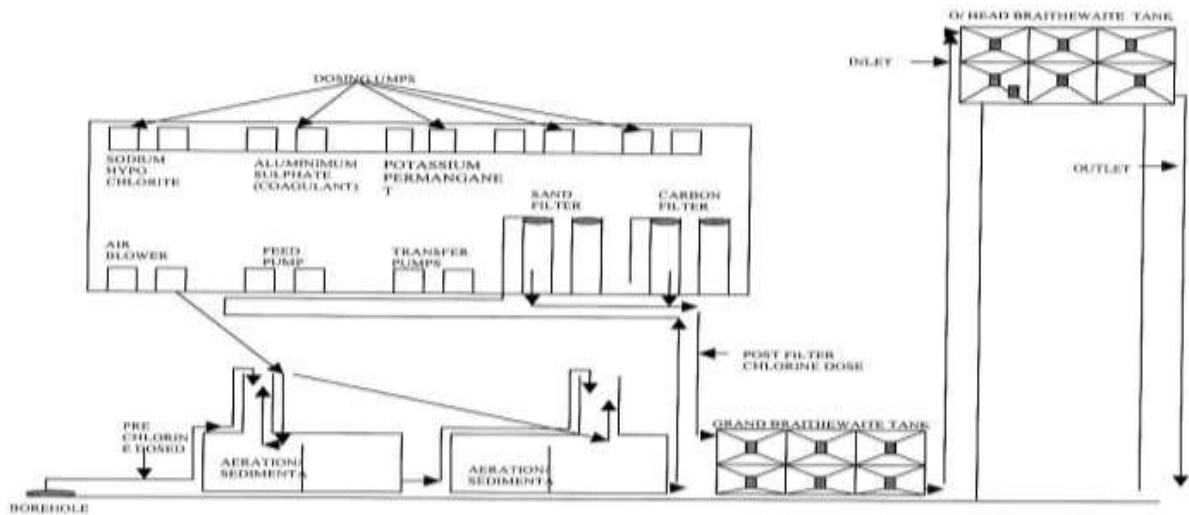 O/ HEAD BRAITHEWAITE TANK
INLET
DOSING UMPS
SODIUM
HYPO
CHLORITE
ALUMINIUM
SULPHATE
(COAGULANT)
POTASSIUM
PERMANGANE
T
OUTLET
SAND
FILTER
CARBON
FILTER
AIR
BLOWER
FEED
PUMP
TRANSFER
PUMPS
POST FILTER
CHLORINE DOSE
PRE
CHLORIN
E DOSED
GRAND BRAITHEWAITE TANK
AERATION/
SEDIMENTA
AERATION/
SEDIMENTA
BOREHOLE